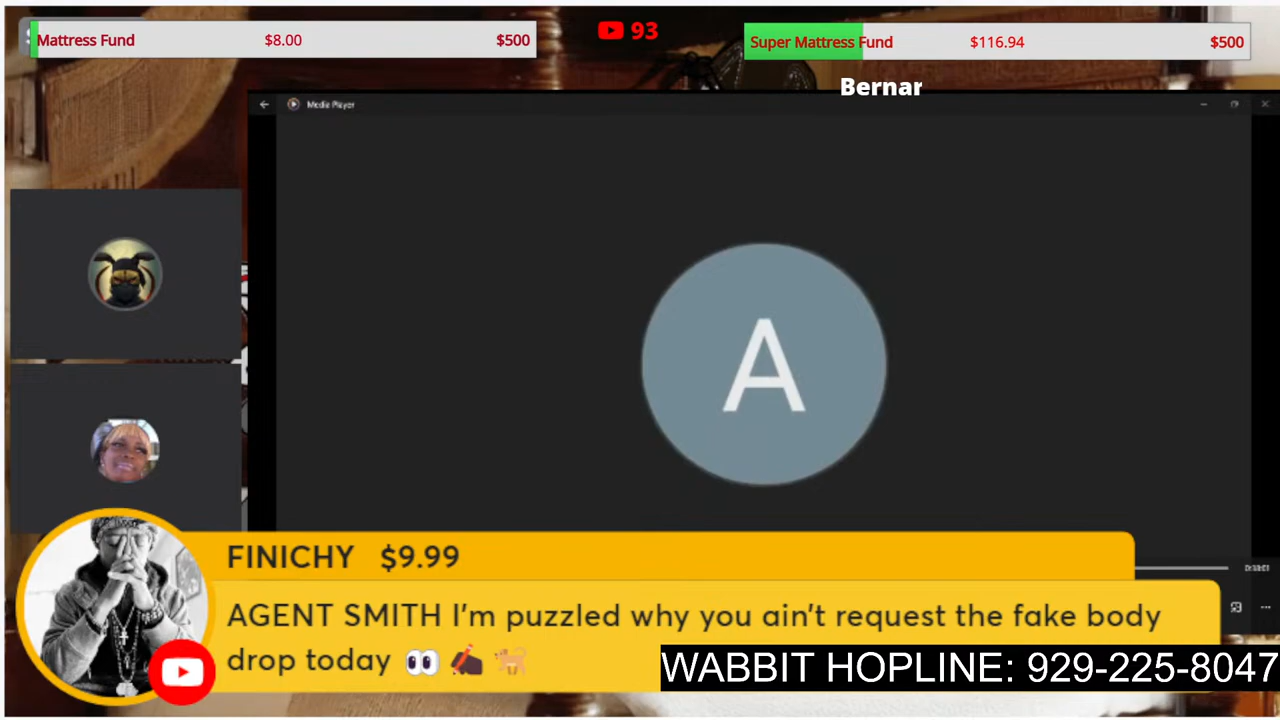 Mattress Fund $8.00 $500
93
Super Mattress Fund $116.94 $500
Bernar
Media Player
A
FINICHY $9.99
AGENT SMITH I'm puzzled why you ain't request the fake body
drop today 👀 ✍🏿 🐕
WABBIT HOPLINE: 929-225-8047